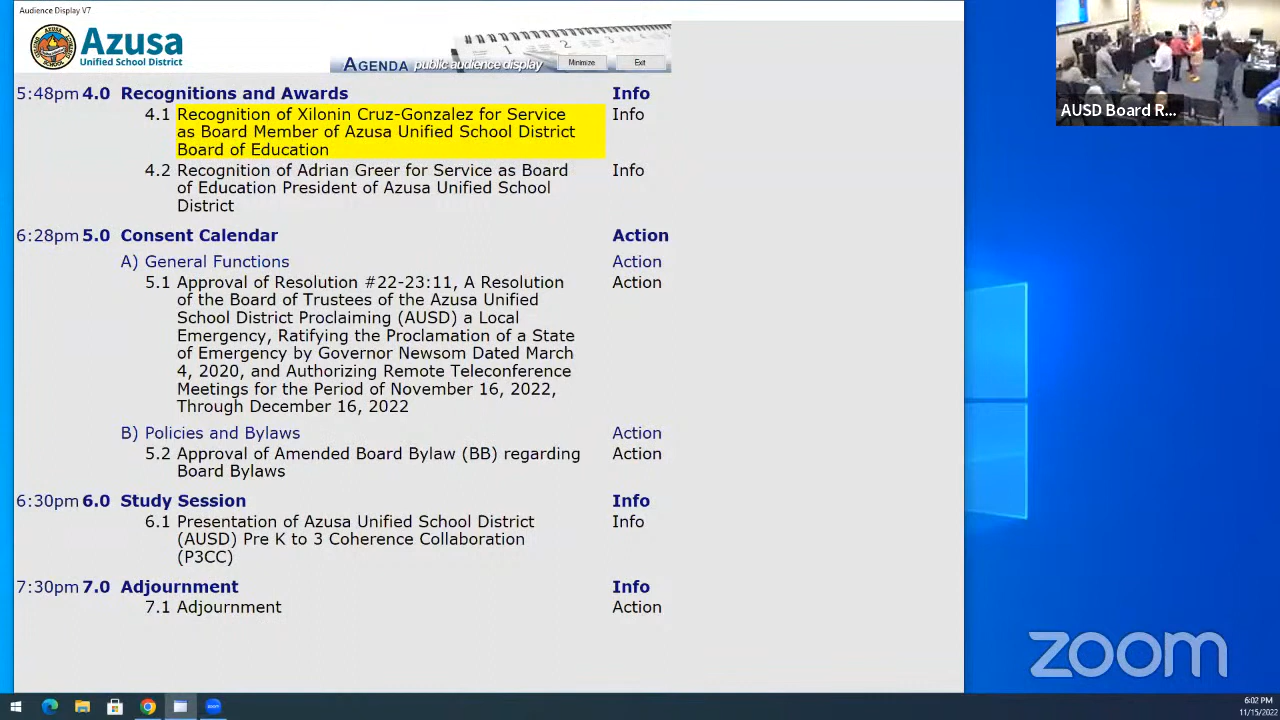 Audience Display V7
Azusa
Unified School District
1 2 3
AGENDA public audience display
Minimize Exit
AUSD Board R...
5:48pm 4.0 Recognitions and Awards Info
4.1 Recognition of Xilonin Cruz-Gonzalez for Service Info
as Board Member of Azusa Unified School District
Board of Education
4.2 Recognition of Adrian Greer for Service as Board Info
of Education President of Azusa Unified School
District
6:28pm 5.0 Consent Calendar Action
A) General Functions Action
5.1 Approval of Resolution #22-23:11, A Resolution Action
of the Board of Trustees of the Azusa Unified
School District Proclaiming (AUSD) a Local
Emergency, Ratifying the Proclamation of a State
of Emergency by Governor Newsom Dated March
4, 2020, and Authorizing Remote Teleconference
Meetings for the Period of November 16, 2022,
Through December 16, 2022
B) Policies and Bylaws Action
5.2 Approval of Amended Board Bylaw (BB) regarding Action
Board Bylaws
6:30pm 6.0 Study Session Info
6.1 Presentation of Azusa Unified School District Info
(AUSD) Pre K to 3 Coherence Collaboration
(P3CC)
7:30pm 7.0 Adjournment Info
7.1 Adjournment Action
zoom
6:02 PM
11/15/2022